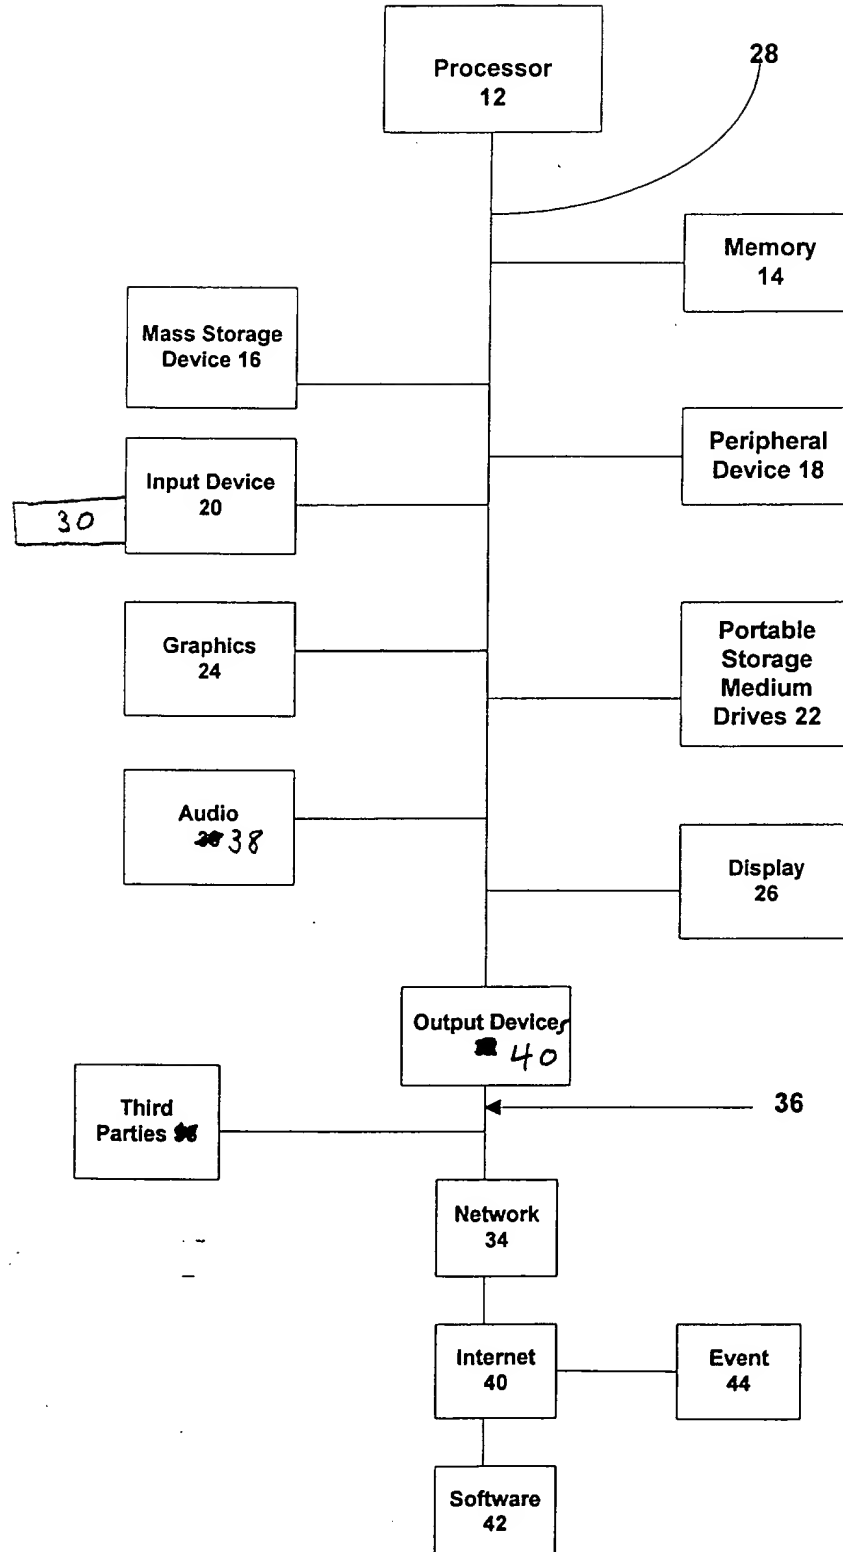 Processor
12
28
Memory
14
Mass Storage
Device 16
Peripheral
Device 18
Input Device
20
30
Graphics
24
Portable
Storage
Medium
Drives 22
Audio
38
Display
26
Output Devices
40
36
Third
Parties
Network
34
Internet
40
Event
44
Software
42